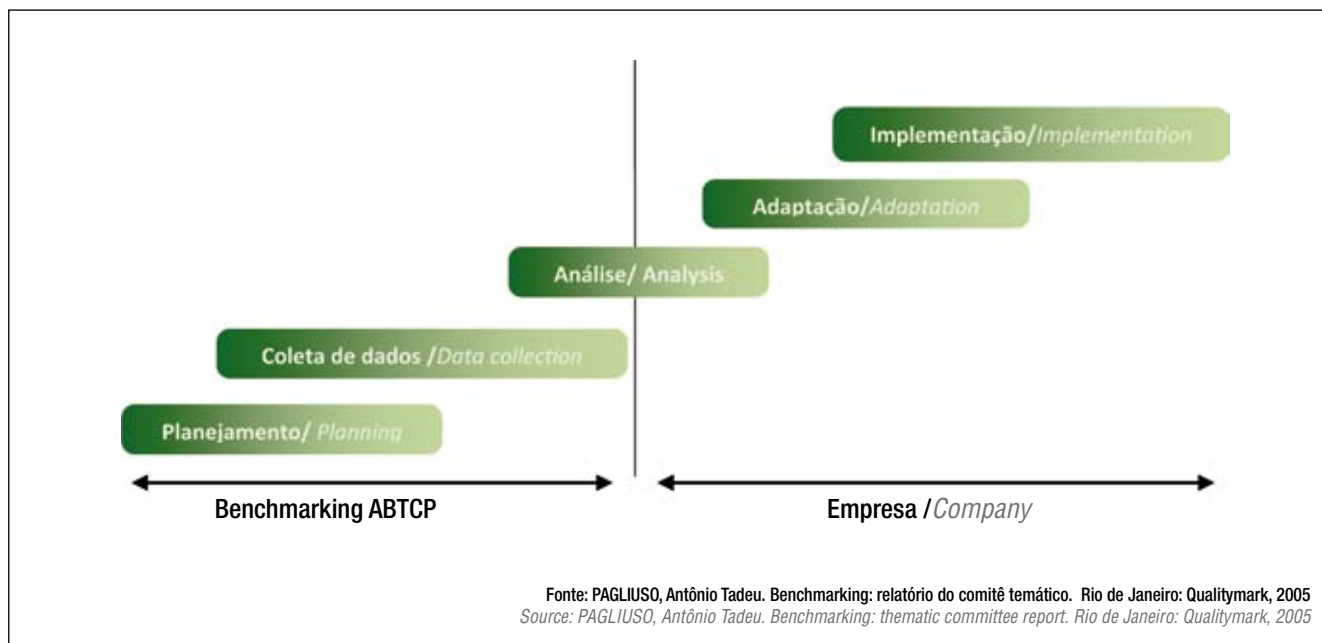 Implementação/Implementation
Adaptação/Adaptation
Análise/ Analysis
Coleta de dados /Data collection
Planejamento/ Planning
Benchmarking ABTCP
Empresa /Company
Fonte: PAGLIUSO, Antônio Tadeu. Benchmarking: relatório do comitê temático. Rio de Janeiro: Qualitymark, 2005
Source: PAGLIUSO, Antônio Tadeu. Benchmarking: thematic committee report. Rio de Janeiro: Qualitymark, 2005